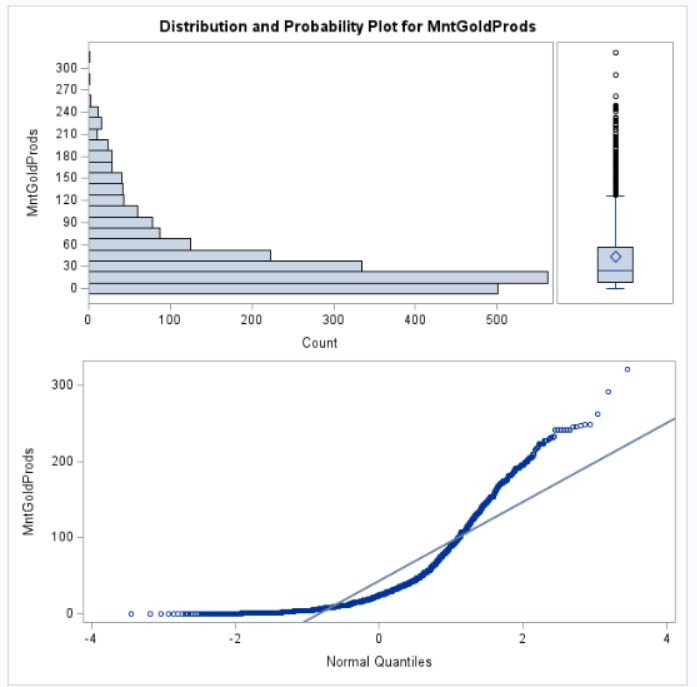 Distribution and Probability Plot for MntGoldProds
300
270
240
210
180
150
120
90
60
30
0
MntGoldProds
0 100 200 300 400 500
Count
300
200
100
0
MntGoldProds
-4 -2 0 2 4
Normal Quantiles